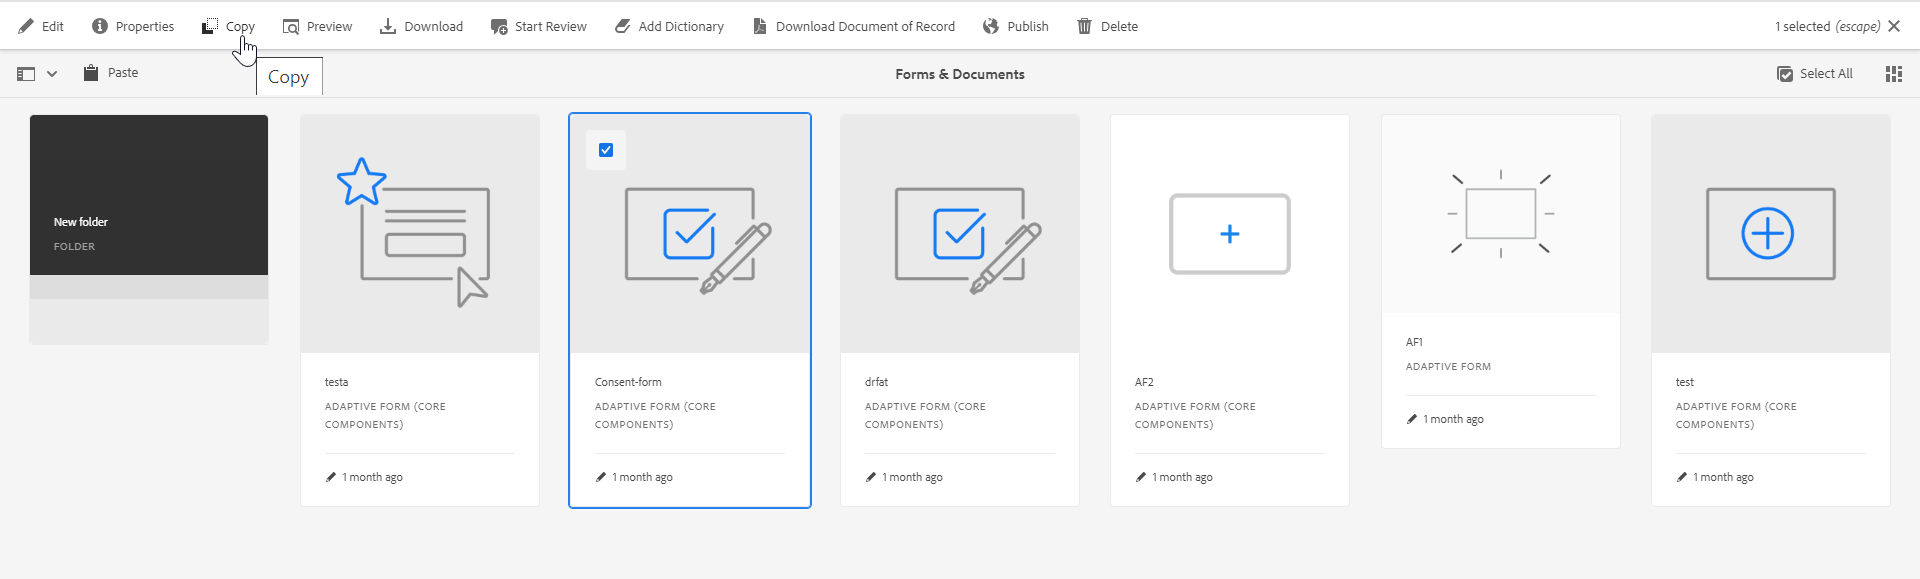 Edit Properties Copy Preview Download Start Review Add Dictionary Download Document of Record Publish Delete 1 selected (escape)
Paste Copy Forms & Documents Select All
New folder
FOLDER
testa
ADAPTIVE FORM (CORE
COMPONENTS)
1 month ago
Consent-form
ADAPTIVE FORM (CORE
COMPONENTS)
1 month ago
drfat
ADAPTIVE FORM (CORE
COMPONENTS)
1 month ago
AF2
ADAPTIVE FORM (CORE
COMPONENTS)
1 month ago
AF1
ADAPTIVE FORM
1 month ago
test
ADAPTIVE FORM (CORE
COMPONENTS)
1 month ago